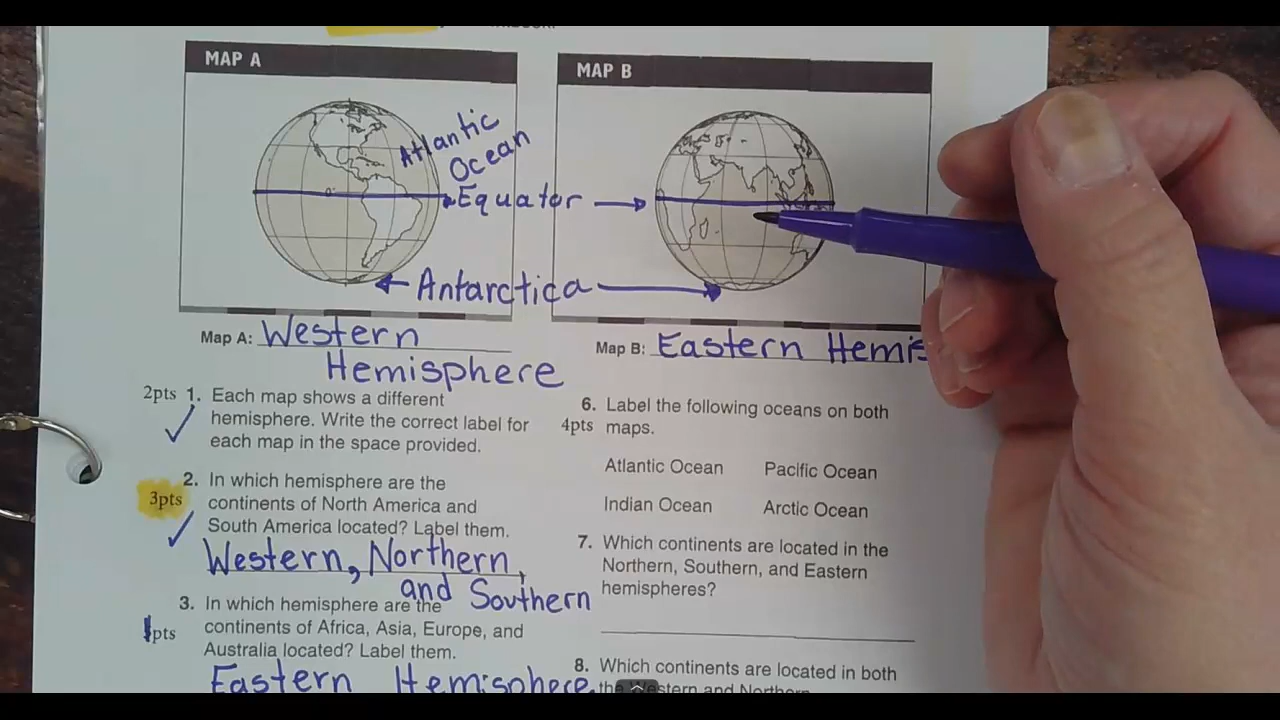 MAP A
MAP B
Atlantic
Ocean
Equator
Antarctica
Map A: Western
Hemisphere
Map B: Eastern Hemis
2pts 1. Each map shows a different
hemisphere. Write the correct label for
each map in the space provided.
3pts 2. In which hemisphere are the
continents of North America and
South America located? Label them.
Western, Northern,
and Southern
3. In which hemisphere are the
pts continents of Africa, Asia, Europe, and
Australia located? Label them.
Eastern Hemisphere
6. Label the following oceans on both
4pts maps.
Atlantic Ocean Pacific Ocean
Indian Ocean Arctic Ocean
7. Which continents are located in the
Northern, Southern, and Eastern
hemispheres?
8. Which continents are located in both
the Western and Northern